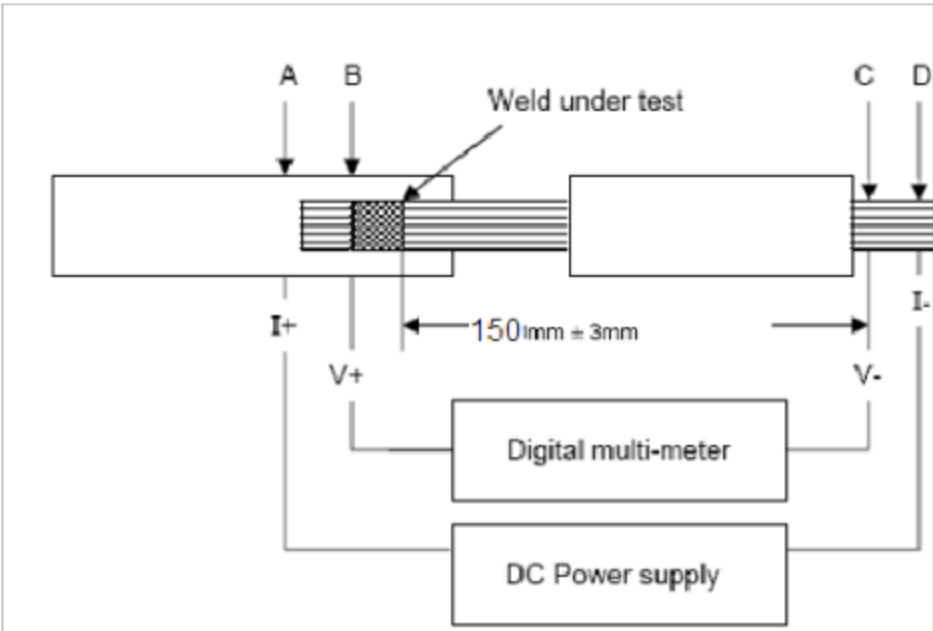 A B C D
Weld under test
I+ 150mm ± 3mm I-
V+ V-
Digital multi-meter
DC Power supply